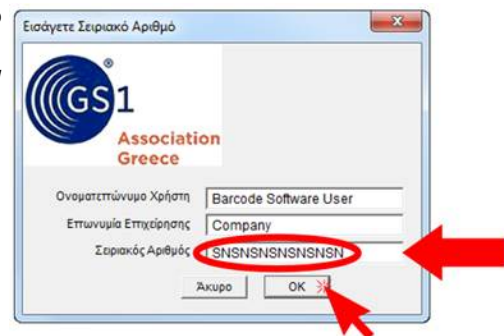 Εισάγετε Σειριακό Αριθμό
GS1
Association
Greece
Ονοματεπώνυμο Χρήστη Barcode Software User
Επωνυμία Επιχείρησης Company
Σειριακός Αριθμός SNSNSNSNSNSNSN
Άκυρο OK